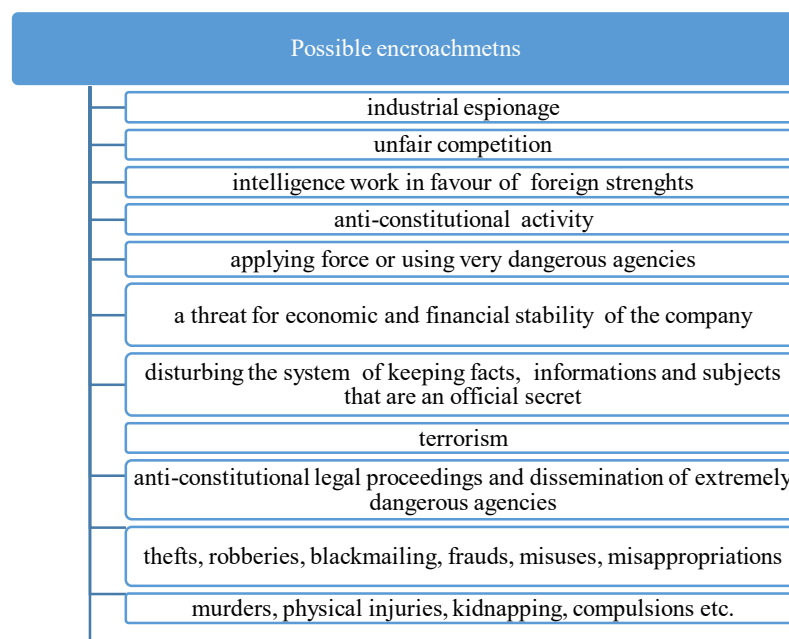 Possible encroachmetns
industrial espionage
unfair competition
intelligence work in favour of foreign strenghts
anti-constitutional activity
applying force or using very dangerous agencies
a threat for economic and financial stability of the company
disturbing the system of keeping facts, informations and subjects
that are an official secret
terrorism
anti-constitutional legal proceedings and dissemination of extremely
dangerous agencies
thefts, robberies, blackmailing, frauds, misuses, misappropriations
murders, physical injuries, kidnapping, compulsions etc.